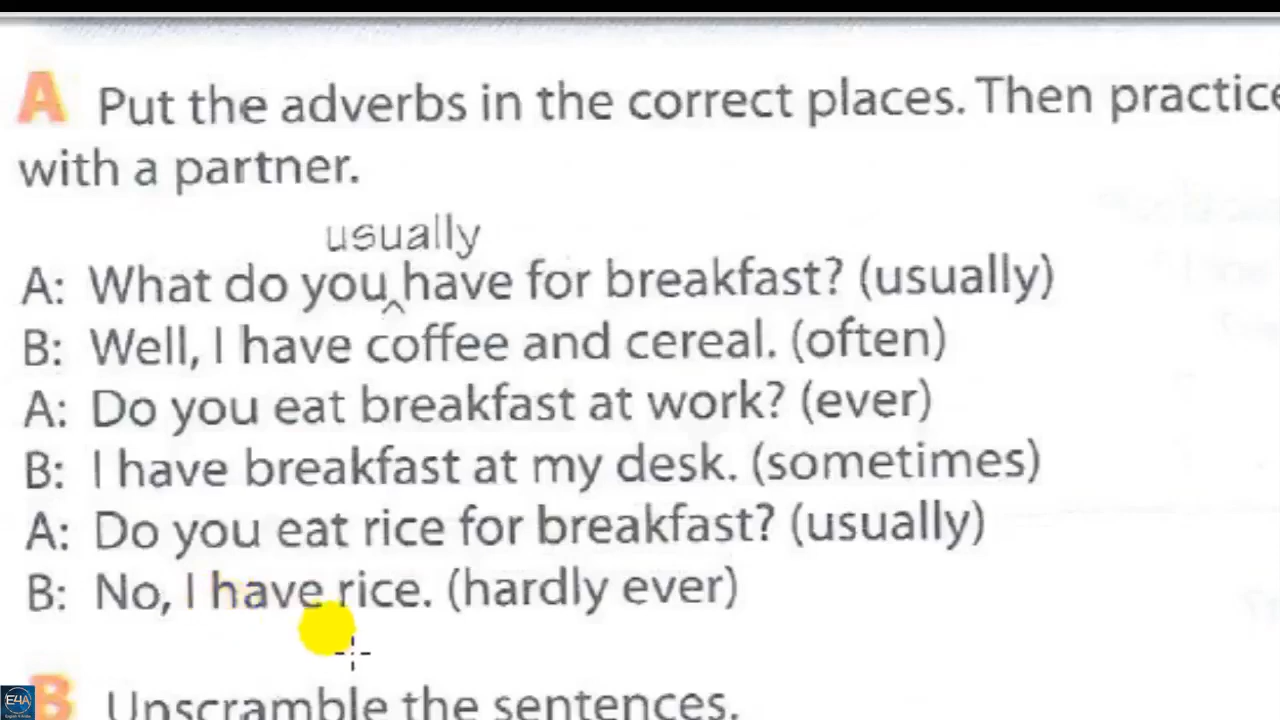 A Put the adverbs in the correct places. Then practice
with a partner.
usually
A: What do you ^ have for breakfast? (usually)
B: Well, I have coffee and cereal. (often)
A: Do you eat breakfast at work? (ever)
B: I have breakfast at my desk. (sometimes)
A: Do you eat rice for breakfast? (usually)
B: No, I have rice. (hardly ever)
B Unscramble the sentences.
E4A